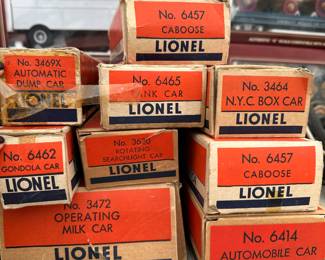 No. 6457
CABOOSE
LIONEL
No. 3469X
AUTOMATIC
DUMP CAR
LIONEL
No. 6465
TANK CAR
LIONEL
No. 3464
N.Y.C. BOX CAR
LIONEL
No. 6462
GONDOLA CAR
LIONEL
No. 3620
ROTATING
SEARCHLIGHT CAR
LIONEL
No. 6457
CABOOSE
LIONEL
No. 3472
OPERATING
MILK CAR
LIONEL
No. 6414
AUTOMOBILE CAR